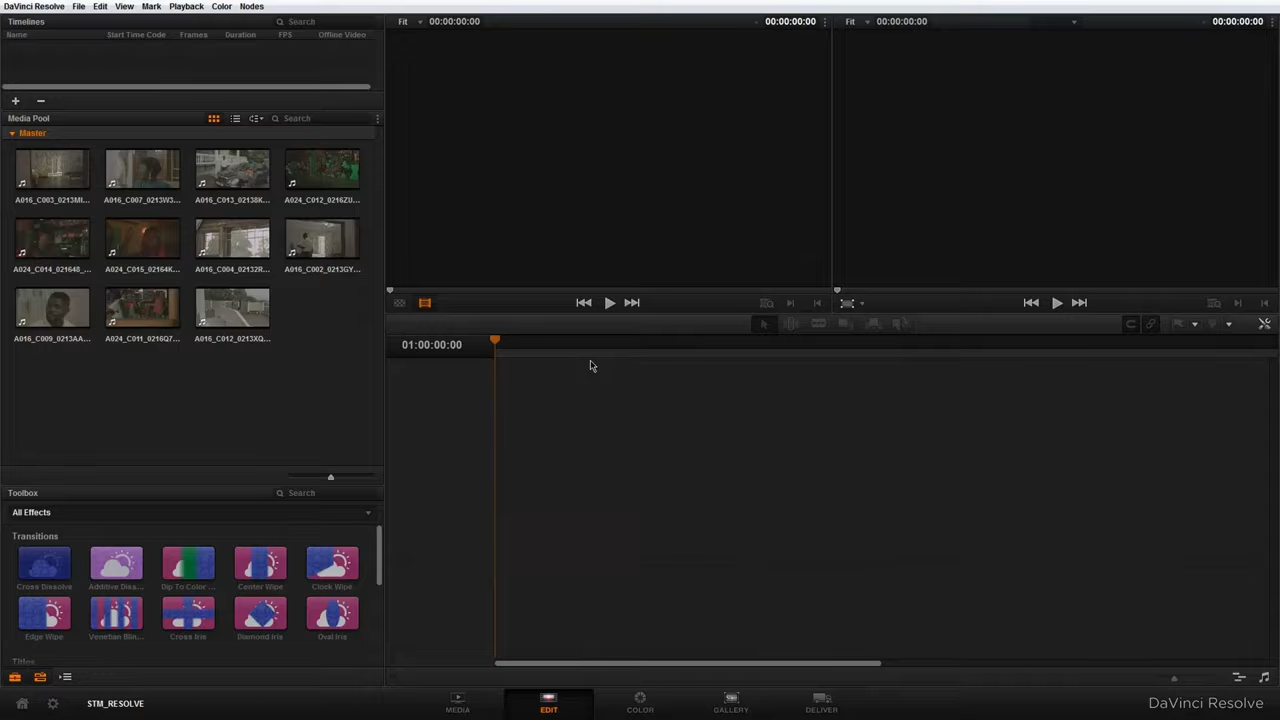 DaVinci Resolve File Edit View Mark Playback Color Nodes
Timelines Search
Fit 00:00:00:00 00:00:00:00
Fit 00:00:00:00 00:00:00:00
Name Start Time Code Frames Duration FPS Offline Video
Media Pool Search
Master
A016_C003_0213MI... A016_C007_0213W3... A016_C013_02138K... A024_C012_0216ZU...
A024_C014_021648_... A024_C015_02164K... A016_C004_02132R... A016_C002_0213GY...
A016_C009_0213AA... A024_C011_0216Q7... A016_C012_0213XQ...
01:00:00:00
Toolbox Search
All Effects
Transitions
Cross Dissolve Additive Diss... Dip To Color ... Center Wipe Clock Wipe
Edge Wipe Venetian Blin... Cross Iris Diamond Iris Oval Iris
Titles
STM_RESOLVE
MEDIA EDIT COLOR GALLERY DELIVER
DaVinci Resolve